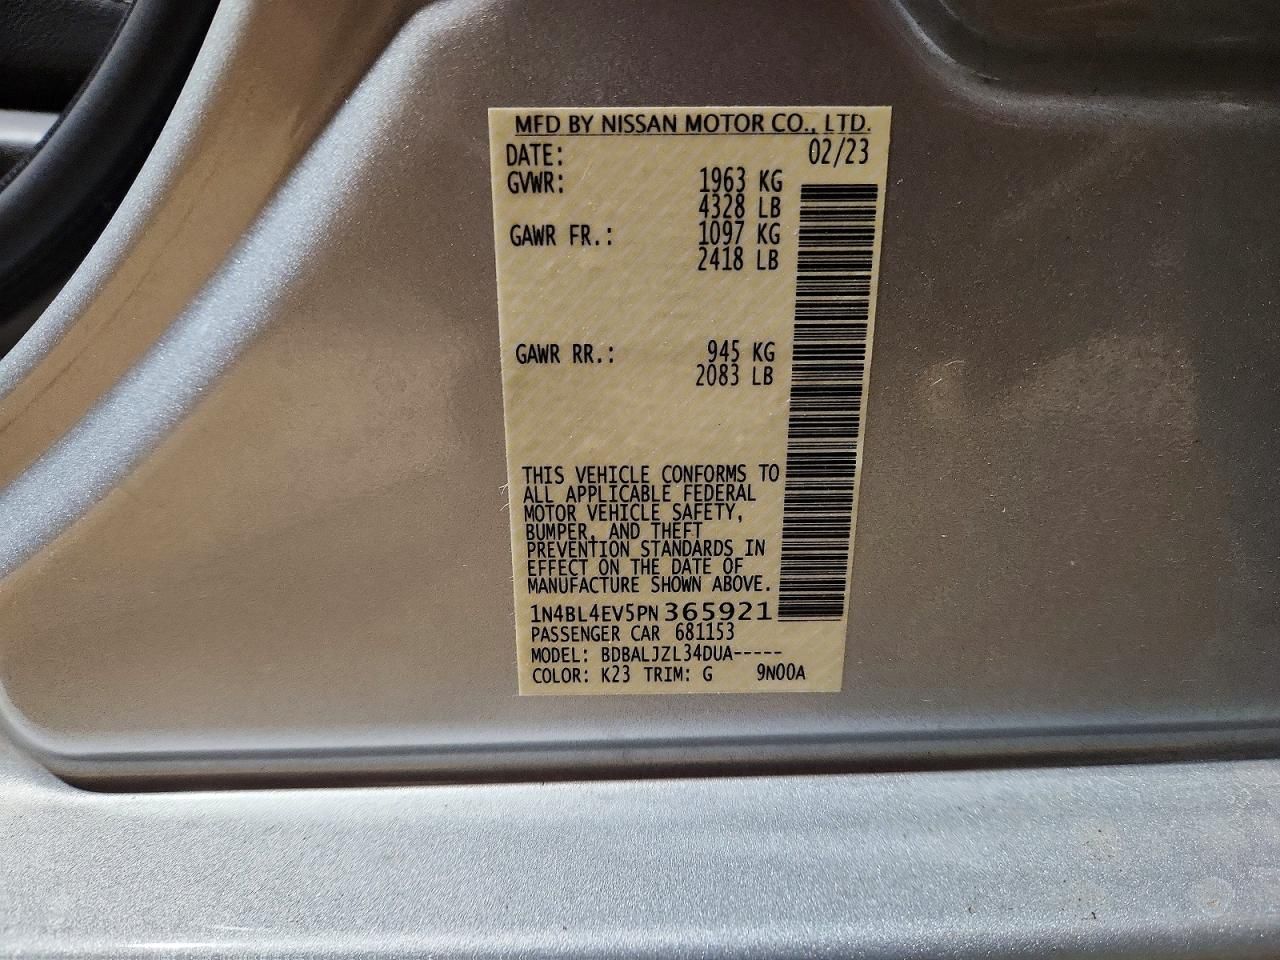 MFD BY NISSAN MOTOR CO., LTD.
DATE: 02/23
GVWR: 1963 KG
4328 LB
GAWR FR.: 1097 KG
2418 LB
GAWR RR.: 945 KG
2083 LB
THIS VEHICLE CONFORMS TO
ALL APPLICABLE FEDERAL
MOTOR VEHICLE SAFETY,
BUMPER, AND THEFT
PREVENTION STANDARDS IN
EFFECT ON THE DATE OF
MANUFACTURE SHOWN ABOVE.
1N4BL4EV5PN365921
PASSENGER CAR 681153
MODEL: BDBALJZL34DUA-----
COLOR: K23 TRIM: G 9N00A